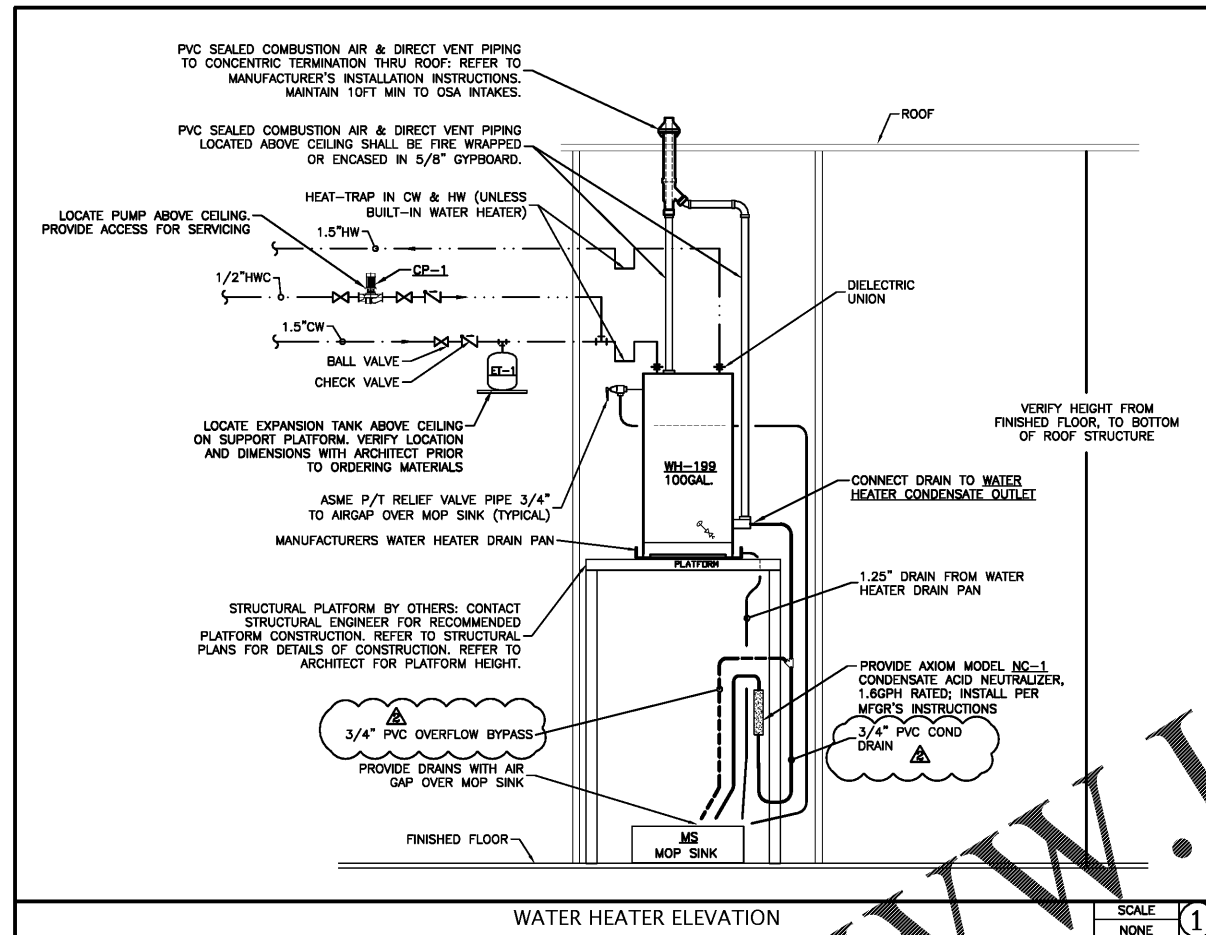 PVC SEALED COMBUSTION AIR & DIRECT VENT PIPING
TO CONCENTRIC TERMINATION THRU ROOF: REFER TO
MANUFACTURER'S INSTALLATION INSTRUCTIONS.
MAINTAIN 10FT MIN TO OSA INTAKES.
ROOF
PVC SEALED COMBUSTION AIR & DIRECT VENT PIPING
LOCATED ABOVE CEILING SHALL BE FIRE WRAPPED
OR ENCASED IN 5/8" GYPBOARD.
HEAT-TRAP IN CW & HW (UNLESS
BUILT-IN WATER HEATER)
LOCATE PUMP ABOVE CEILING.
PROVIDE ACCESS FOR SERVICING
1.5"HW
1/2"HWC
CP-1
DIELECTRIC
UNION
1.5"CW
BALL VALVE
CHECK VALVE
ET-1
LOCATE EXPANSION TANK ABOVE CEILING
ON SUPPORT PLATFORM. VERIFY LOCATION
AND DIMENSIONS WITH ARCHITECT PRIOR
TO ORDERING MATERIALS
VERIFY HEIGHT FROM
FINISHED FLOOR, TO BOTTOM
OF ROOF STRUCTURE
WH-199
100GAL.
CONNECT DRAIN TO WATER
HEATER CONDENSATE OUTLET
ASME P/T RELIEF VALVE PIPE 3/4"
TO AIRGAP OVER MOP SINK (TYPICAL)
MANUFACTURERS WATER HEATER DRAIN PAN
PLATFORM
1.25" DRAIN FROM WATER
HEATER DRAIN PAN
STRUCTURAL PLATFORM BY OTHERS: CONTACT
STRUCTURAL ENGINEER FOR RECOMMENDED
PLATFORM CONSTRUCTION. REFER TO STRUCTURAL
PLANS FOR DETAILS OF CONSTRUCTION. REFER TO
ARCHITECT FOR PLATFORM HEIGHT.
PROVIDE AXIOM MODEL NC-1
CONDENSATE ACID NEUTRALIZER,
1.6GPH RATED; INSTALL PER
MFGR'S INSTRUCTIONS
2
3/4" PVC OVERFLOW BYPASS
3/4" PVC COND
DRAIN
2
PROVIDE DRAINS WITH AIR
GAP OVER MOP SINK
FINISHED FLOOR
MS
MOP SINK
WATER HEATER ELEVATION
SCALE
NONE
1